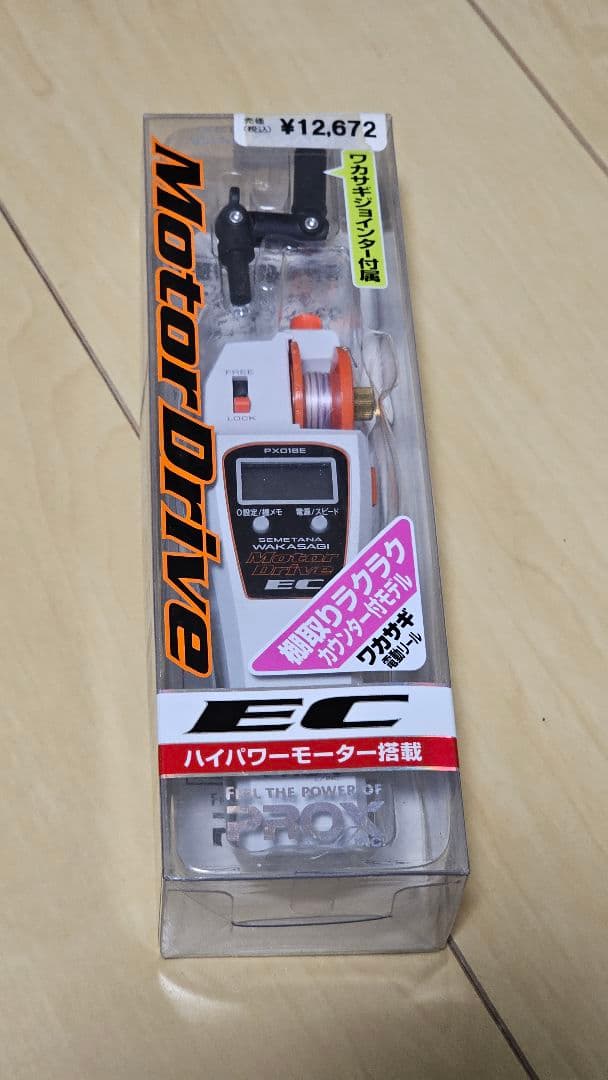 売価
(税込) ¥12,672
ワカサギジョインター付属
Motor Drive
FREE
LOCK
PX018E
0設定/棚メモ 電源/スピード
SEMETANA
WAKASAGI
Motor
Drive
EC
棚取りラクラク
カウンター付モデル
ワカサギ
電動リール
EC
ハイパワーモーター搭載
FEEL THE POWER OF
PROX